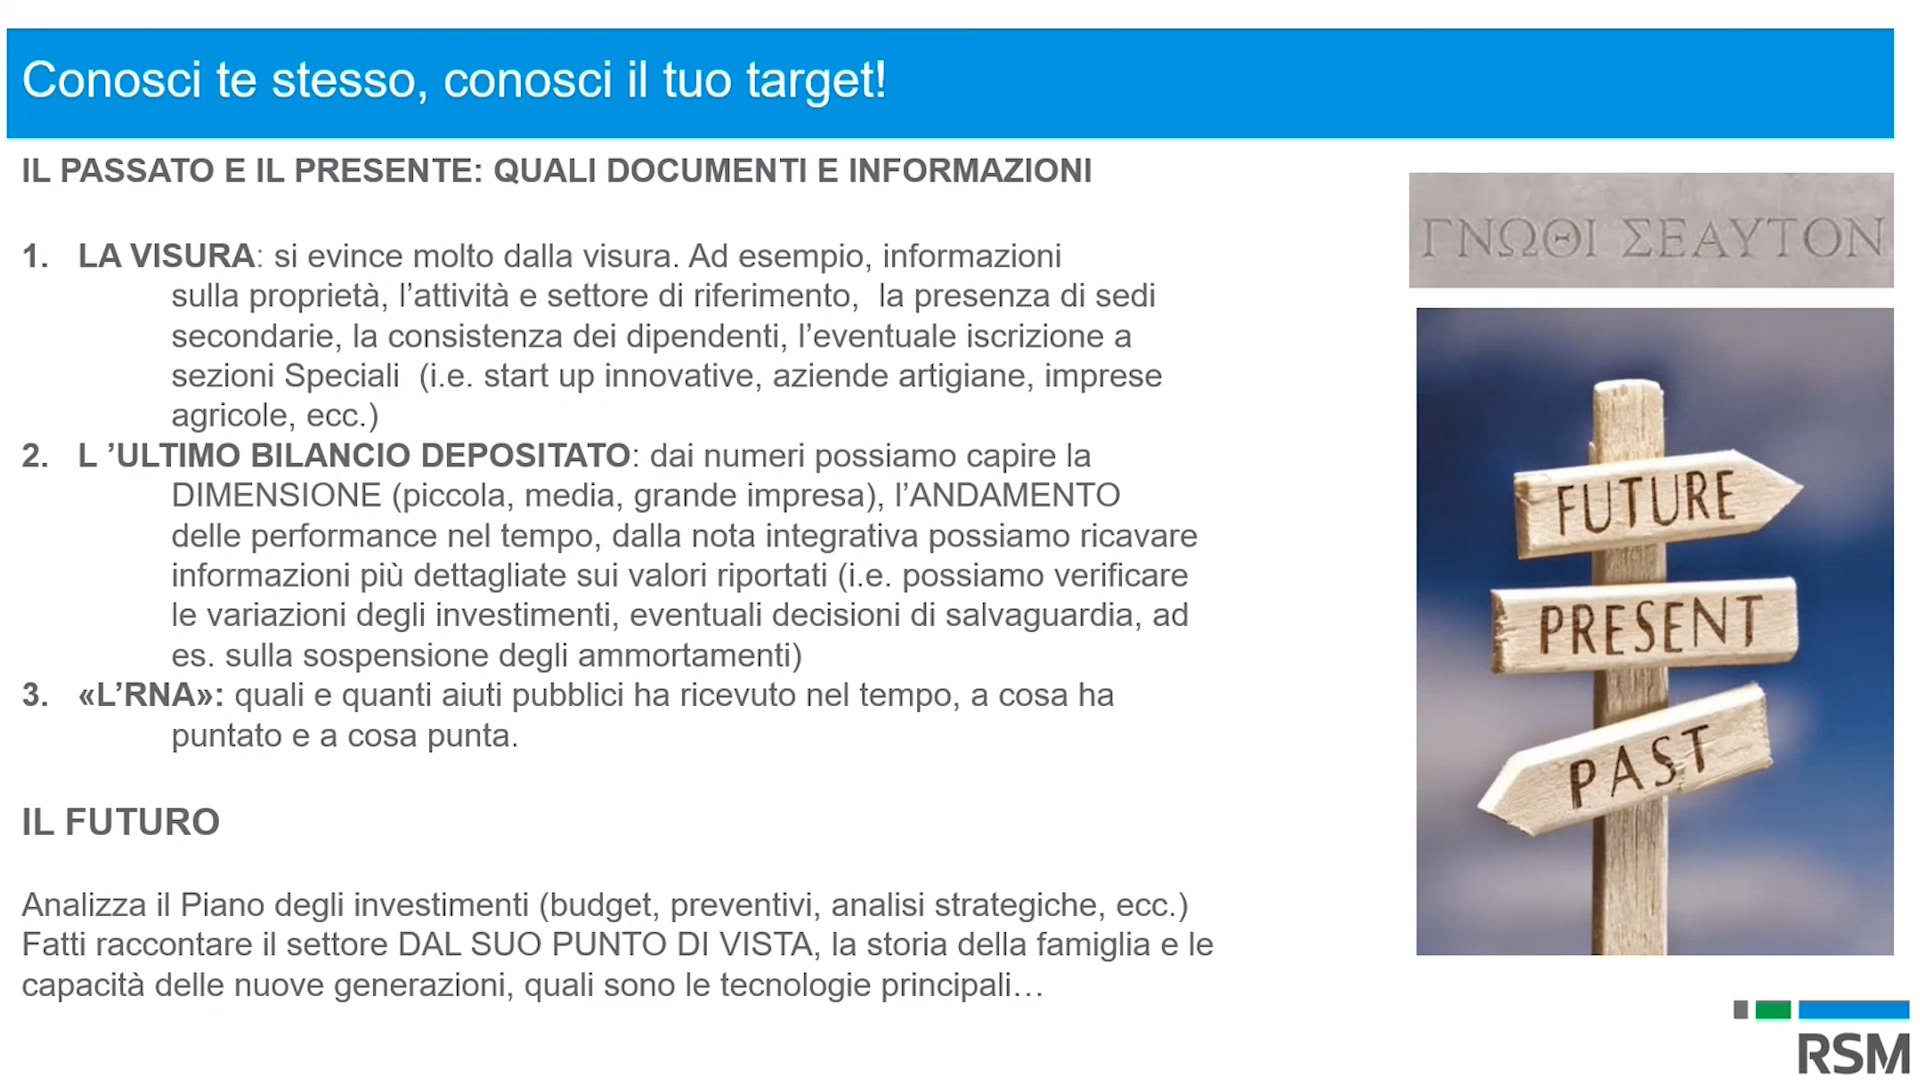 Conosci te stesso, conosci il tuo target!
IL PASSATO E IL PRESENTE: QUALI DOCUMENTI E INFORMAZIONI
1. LA VISURA: si evince molto dalla visura. Ad esempio, informazioni
sulla proprietà, l’attività e settore di riferimento,  la presenza di sedi
secondarie, la consistenza dei dipendenti, l’eventuale iscrizione a
sezioni Speciali  (i.e. start up innovative, aziende artigiane, imprese
agricole, ecc.)
2. L ’ULTIMO BILANCIO DEPOSITATO: dai numeri possiamo capire la
DIMENSIONE (piccola, media, grande impresa), l’ANDAMENTO
delle performance nel tempo, dalla nota integrativa possiamo ricavare
informazioni più dettagliate sui valori riportati (i.e. possiamo verificare
le variazioni degli investimenti, eventuali decisioni di salvaguardia, ad
es. sulla sospensione degli ammortamenti)
3. «L’RNA»: quali e quanti aiuti pubblici ha ricevuto nel tempo, a cosa ha
puntato e a cosa punta.
IL FUTURO
Analizza il Piano degli investimenti (budget, preventivi, analisi strategiche, ecc.)
Fatti raccontare il settore DAL SUO PUNTO DI VISTA, la storia della famiglia e le
capacità delle nuove generazioni, quali sono le tecnologie principali…
ΓΝΩΘΙ ΣΕΑΥΤΟΝ
FUTURE
PRESENT
PAST
RSM